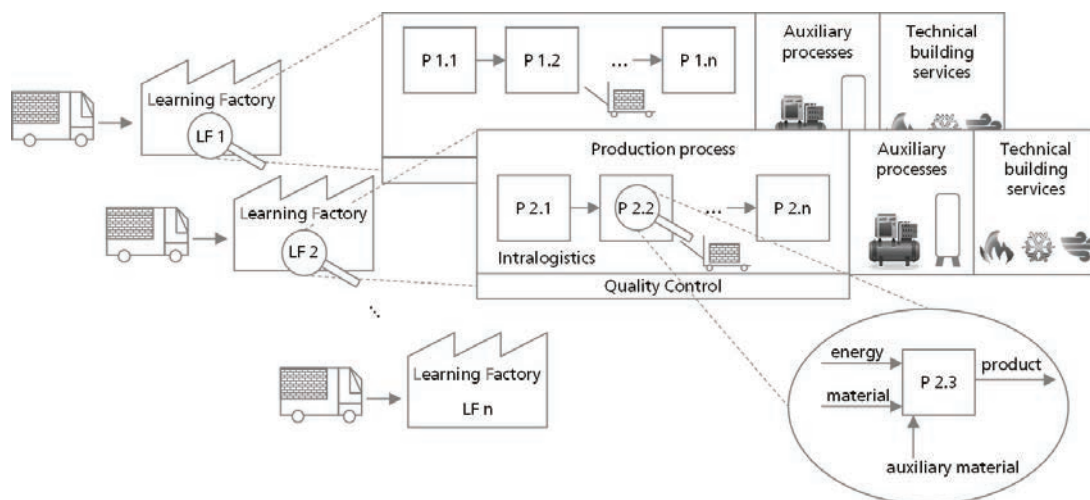 Learning Factory
LF 1
P 1.1
P 1.2
...
P 1.n
Auxiliary
processes
Technical
building
services
Learning Factory
LF 2
Production process
P 2.1
P 2.2
...
P 2.n
Intralogistics
Quality Control
Auxiliary
processes
Technical
building
services
Learning Factory
LF n
energy
material
P 2.3
product
auxiliary material